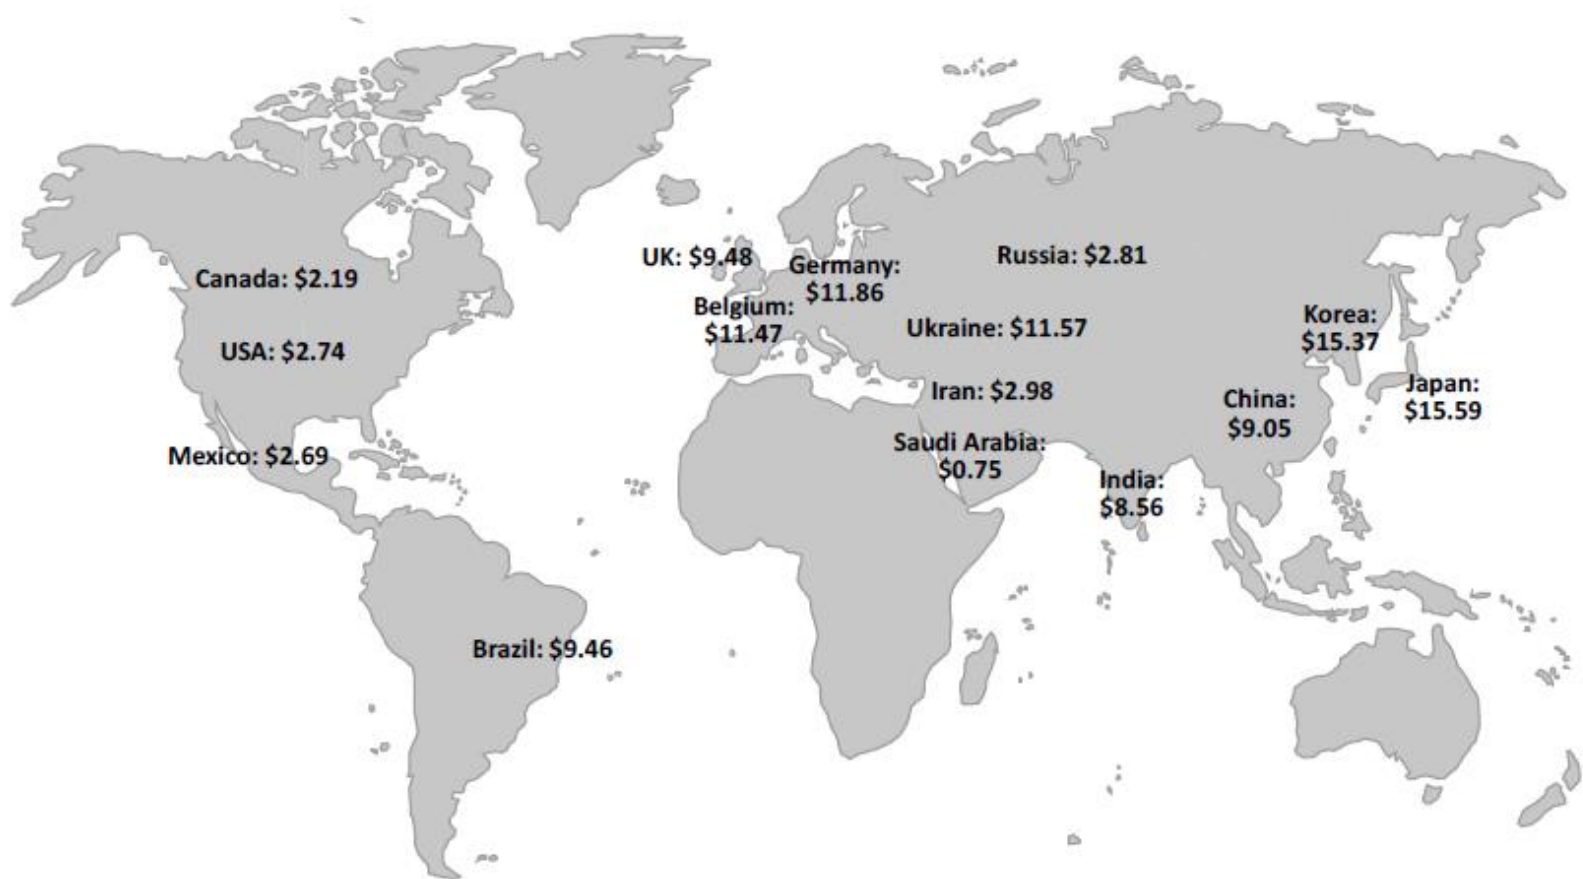 Canada: $2.19
USA: $2.74
Mexico: $2.69
Brazil: $9.46
UK: $9.48
Germany:
$11.86
Belgium:
$11.47
Russia: $2.81
Ukraine: $11.57
Iran: $2.98
Saudi Arabia:
$0.75
India:
$8.56
China:
$9.05
Korea:
$15.37
Japan:
$15.59